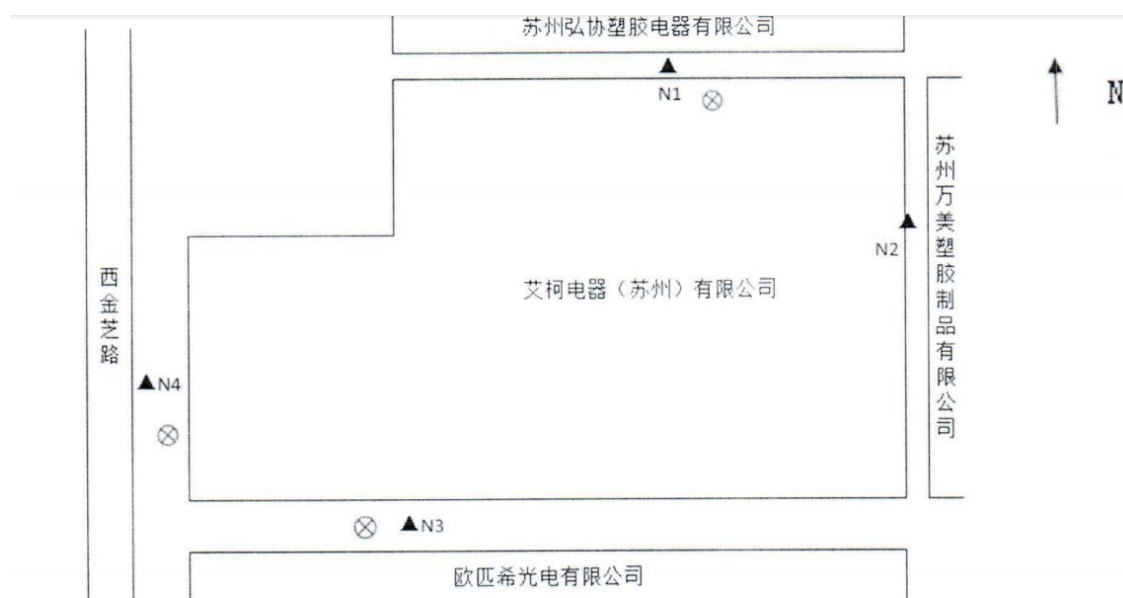 苏州弘协塑胶电器有限公司
N1
N
苏州万美塑胶制品有限公司
N2
艾柯电器（苏州）有限公司
西金芝路
N4
N3
欧匹希光电有限公司